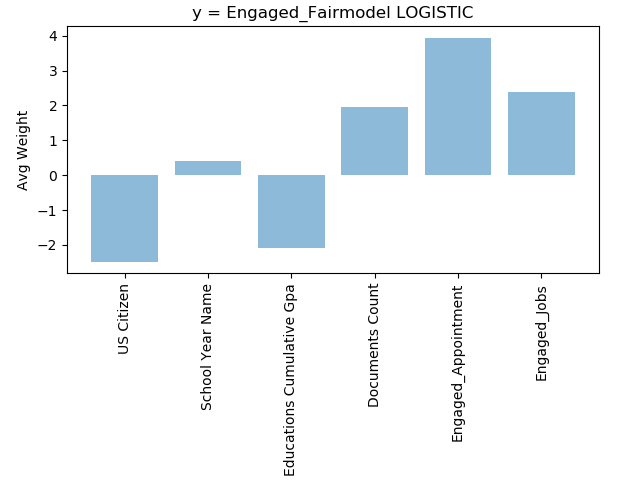 y = Engaged_Fairmodel LOGISTIC
Avg Weight
4
3
2
1
0
−1
−2
US Citizen
School Year Name
Educations Cumulative Gpa
Documents Count
Engaged_Appointment
Engaged_Jobs